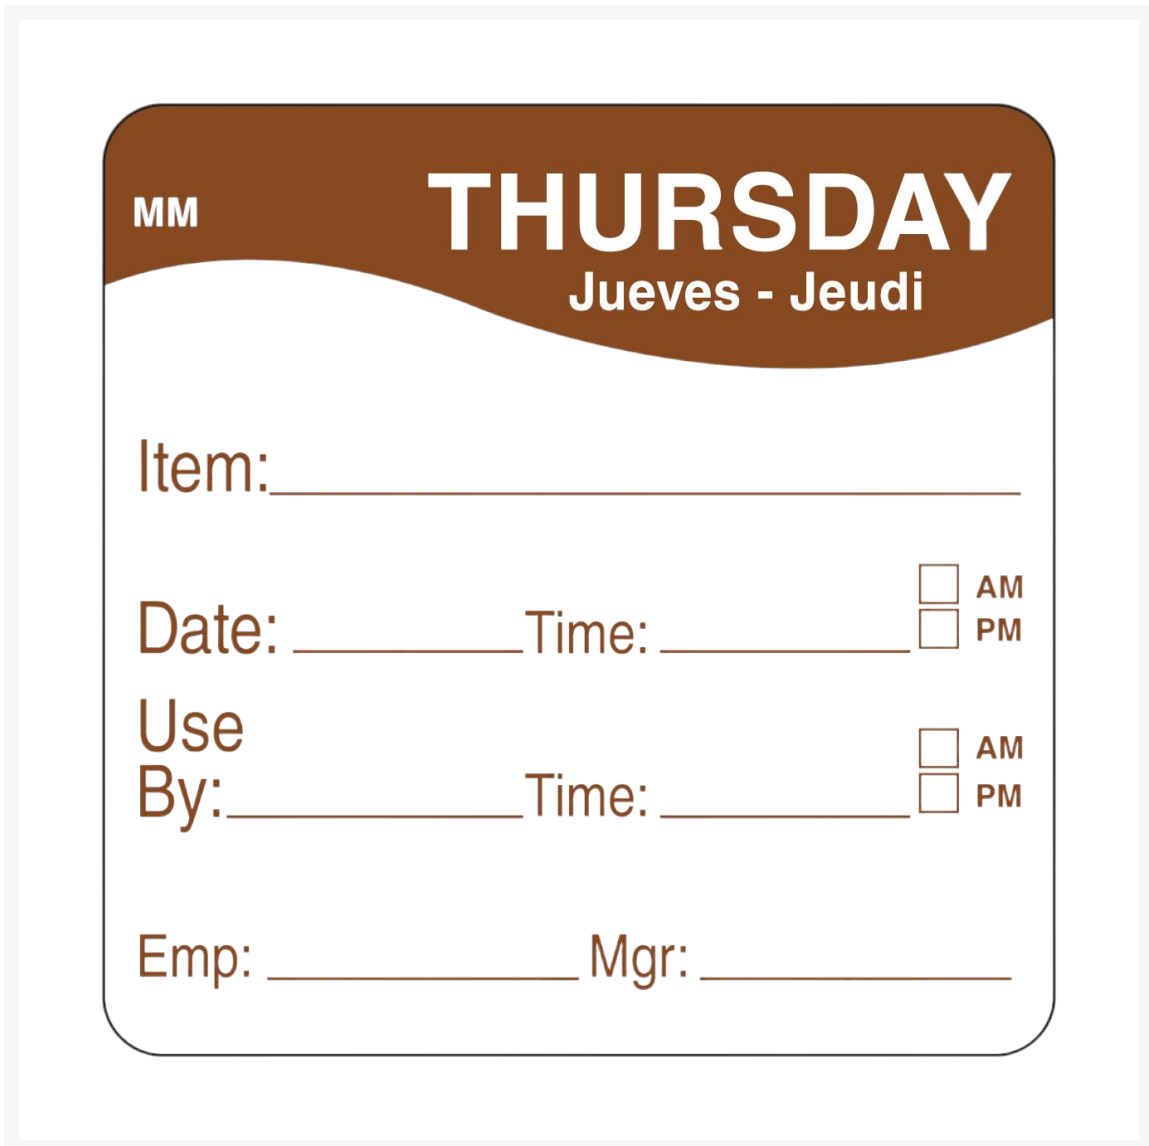 MM
THURSDAY
Jueves - Jeudi
Item:
Date: Time: AM
PM
Use
By: Time: AM
PM
Emp: Mgr: